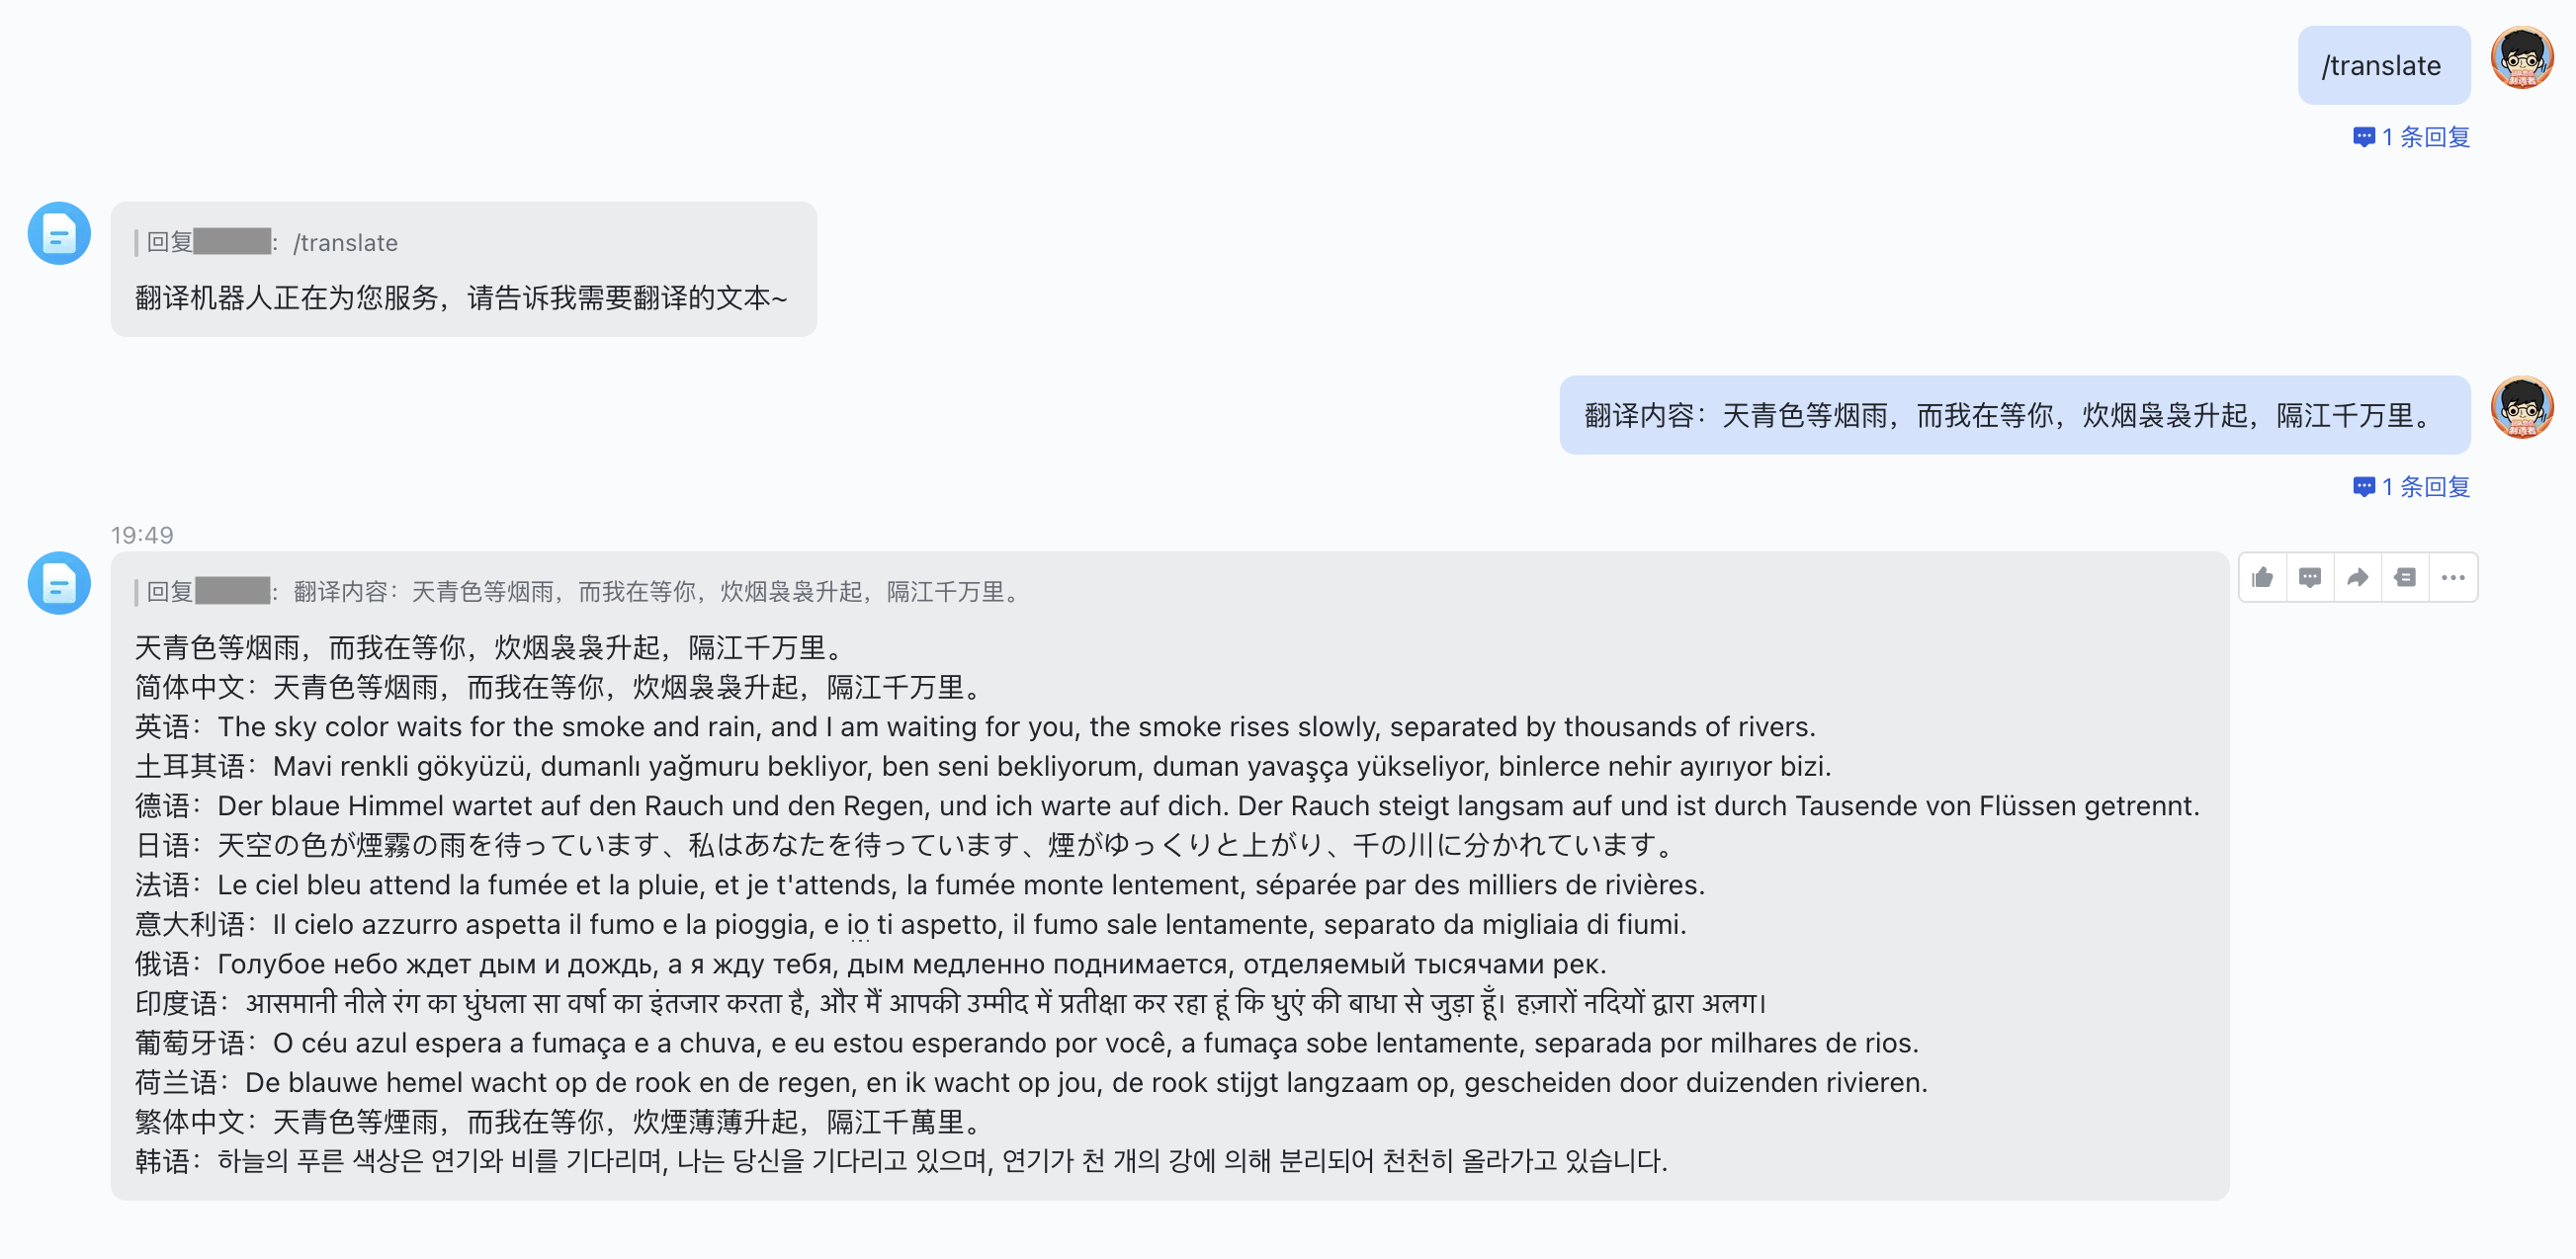 /translate
1 条回复
回复 : /translate
翻译机器人正在为您服务，请告诉我需要翻译的文本~
翻译内容：天青色等烟雨，而我在等你，炊烟袅袅升起，隔江千万里。
1 条回复
19:49
回复 : 翻译内容：天青色等烟雨，而我在等你，炊烟袅袅升起，隔江千万里。
天青色等烟雨，而我在等你，炊烟袅袅升起，隔江千万里。
简体中文：天青色等烟雨，而我在等你，炊烟袅袅升起，隔江千万里。
英语：The sky color waits for the smoke and rain, and I am waiting for you, the smoke rises slowly, separated by thousands of rivers.
土耳其语：Mavi renkli gökyüzü, dumanlı yağmuru bekliyor, ben seni bekliyorum, duman yavaşça yükseliyor, binlerce nehir ayırıyor bizi.
德语：Der blaue Himmel wartet auf den Rauch und den Regen, und ich warte auf dich. Der Rauch steigt langsam auf und ist durch Tausende von Flüssen getrennt.
日语：天空の色が煙霧の雨を待っています、私はあなたを待っています、煙がゆっくりと上がり、千の川に分かれています。
法语：Le ciel bleu attend la fumée et la pluie, et je t'attends, la fumée monte lentement, séparée par des milliers de rivières.
意大利语：Il cielo azzurro aspetta il fumo e la pioggia, e io ti aspetto, il fumo sale lentamente, separato da migliaia di fiumi.
俄语：Голубое небо ждет дым и дождь, а я жду тебя, дым медленно поднимается, отделяемый тысячами рек.
印度语：आसमानी नीले रंग का धुंधला सा वर्षा का इंतजार करता है, और मैं आपकी उम्मीद में प्रतीक्षा कर रहा हूं कि धुएं की बाधा से जुड़ा हूँ। हज़ारों नदियों द्वारा अलग।
葡萄牙语：O céu azul espera a fumaça e a chuva, e eu estou esperando por você, a fumaça sobe lentamente, separada por milhares de rios.
荷兰语：De blauwe hemel wacht op de rook en de regen, en ik wacht op jou, de rook stijgt langzaam op, gescheiden door duizenden rivieren.
繁体中文：天青色等煙雨，而我在等你，炊煙薄薄升起，隔江千萬里。
韩语：하늘의 푸른 색상은 연기와 비를 기다리며, 나는 당신을 기다리고 있으며, 연기가 천 개의 강에 의해 분리되어 천천히 올라가고 있습니다.